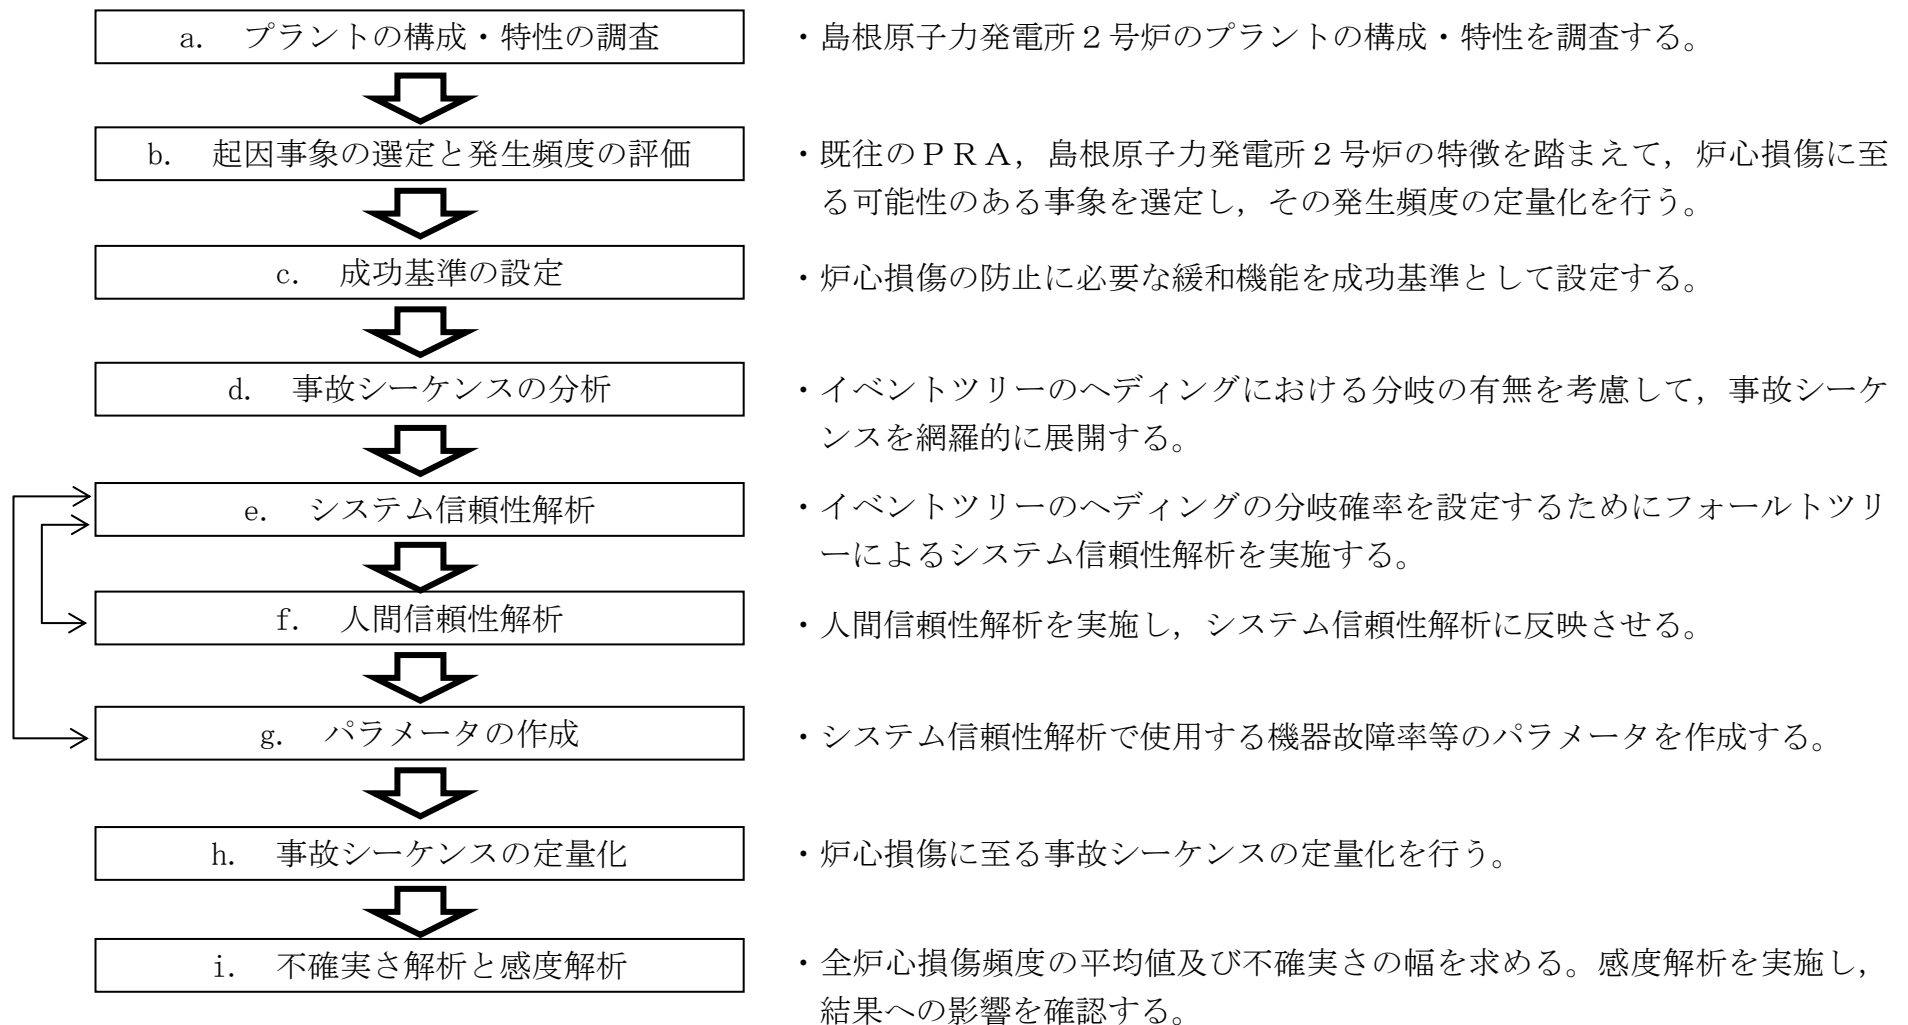 a. プラントの構成・特性の調査
・島根原子力発電所２号炉のプラントの構成・特性を調査する。
b. 起因事象の選定と発生頻度の評価
・既往のＰＲＡ，島根原子力発電所２号炉の特徴を踏まえて，炉心損傷に至
る可能性のある事象を選定し，その発生頻度の定量化を行う。
c. 成功基準の設定
・炉心損傷の防止に必要な緩和機能を成功基準として設定する。
d. 事故シーケンスの分析
・イベントツリーのヘディングにおける分岐の有無を考慮して，事故シーケ
ンスを網羅的に展開する。
e. システム信頼性解析
・イベントツリーのヘディングの分岐確率を設定するためにフォールトツリ
ーによるシステム信頼性解析を実施する。
f. 人間信頼性解析
・人間信頼性解析を実施し，システム信頼性解析に反映させる。
g. パラメータの作成
・システム信頼性解析で使用する機器故障率等のパラメータを作成する。
h. 事故シーケンスの定量化
・炉心損傷に至る事故シーケンスの定量化を行う。
i. 不確実さ解析と感度解析
・全炉心損傷頻度の平均値及び不確実さの幅を求める。感度解析を実施し，
結果への影響を確認する。